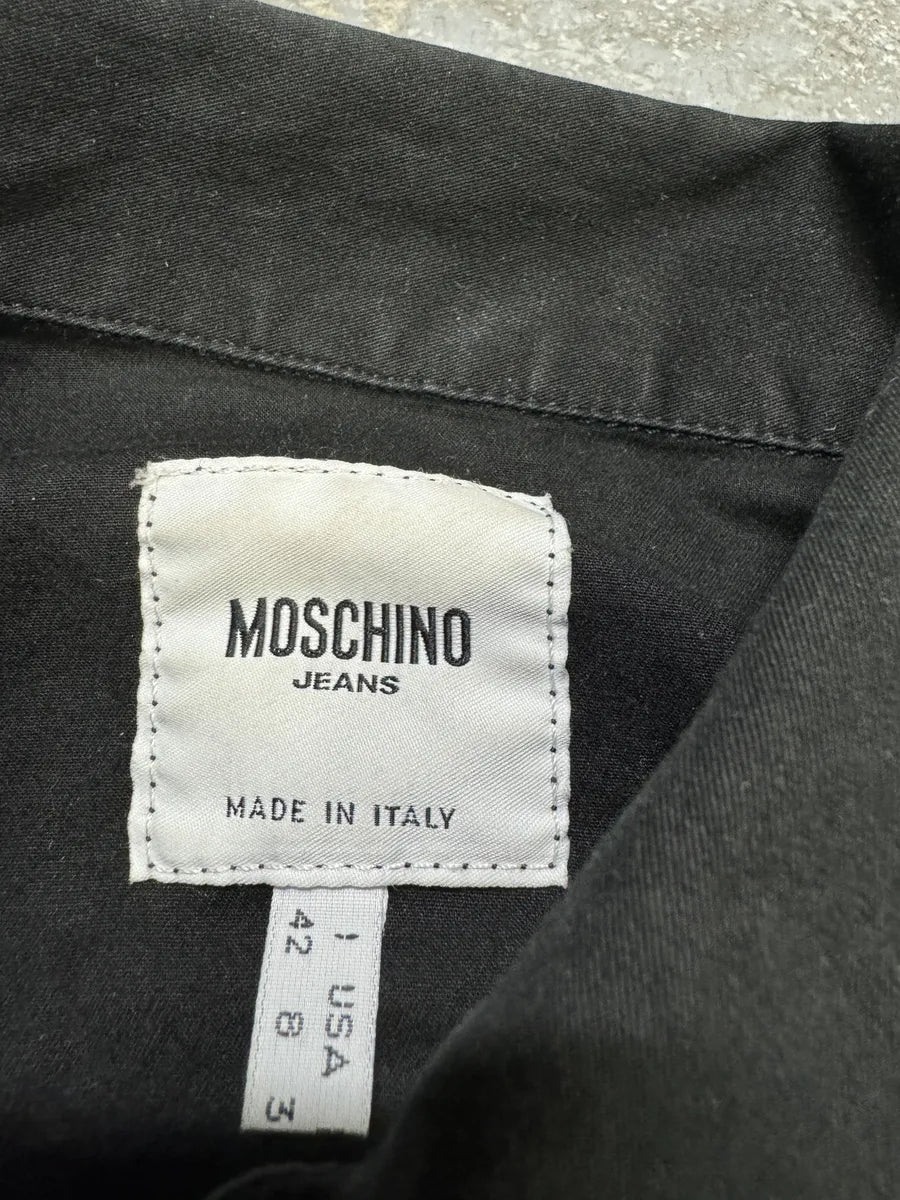 MOSCHINO
JEANS
MADE IN ITALY
I USA
42 8 3